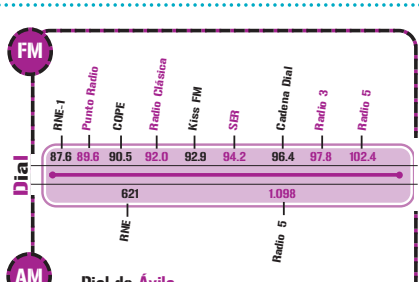 FM
RNE-1
Punto Radio
COPE
Radio Clásica
Kiss FM
SER
Cadena Dial
Radio 3
Radio 5
87.6 89.6 90.5 92.0 92.9 94.2 96.4 97.8 102.4
Dial
621 1.098
RNE
Radio 5
AM
Dial de Ávila